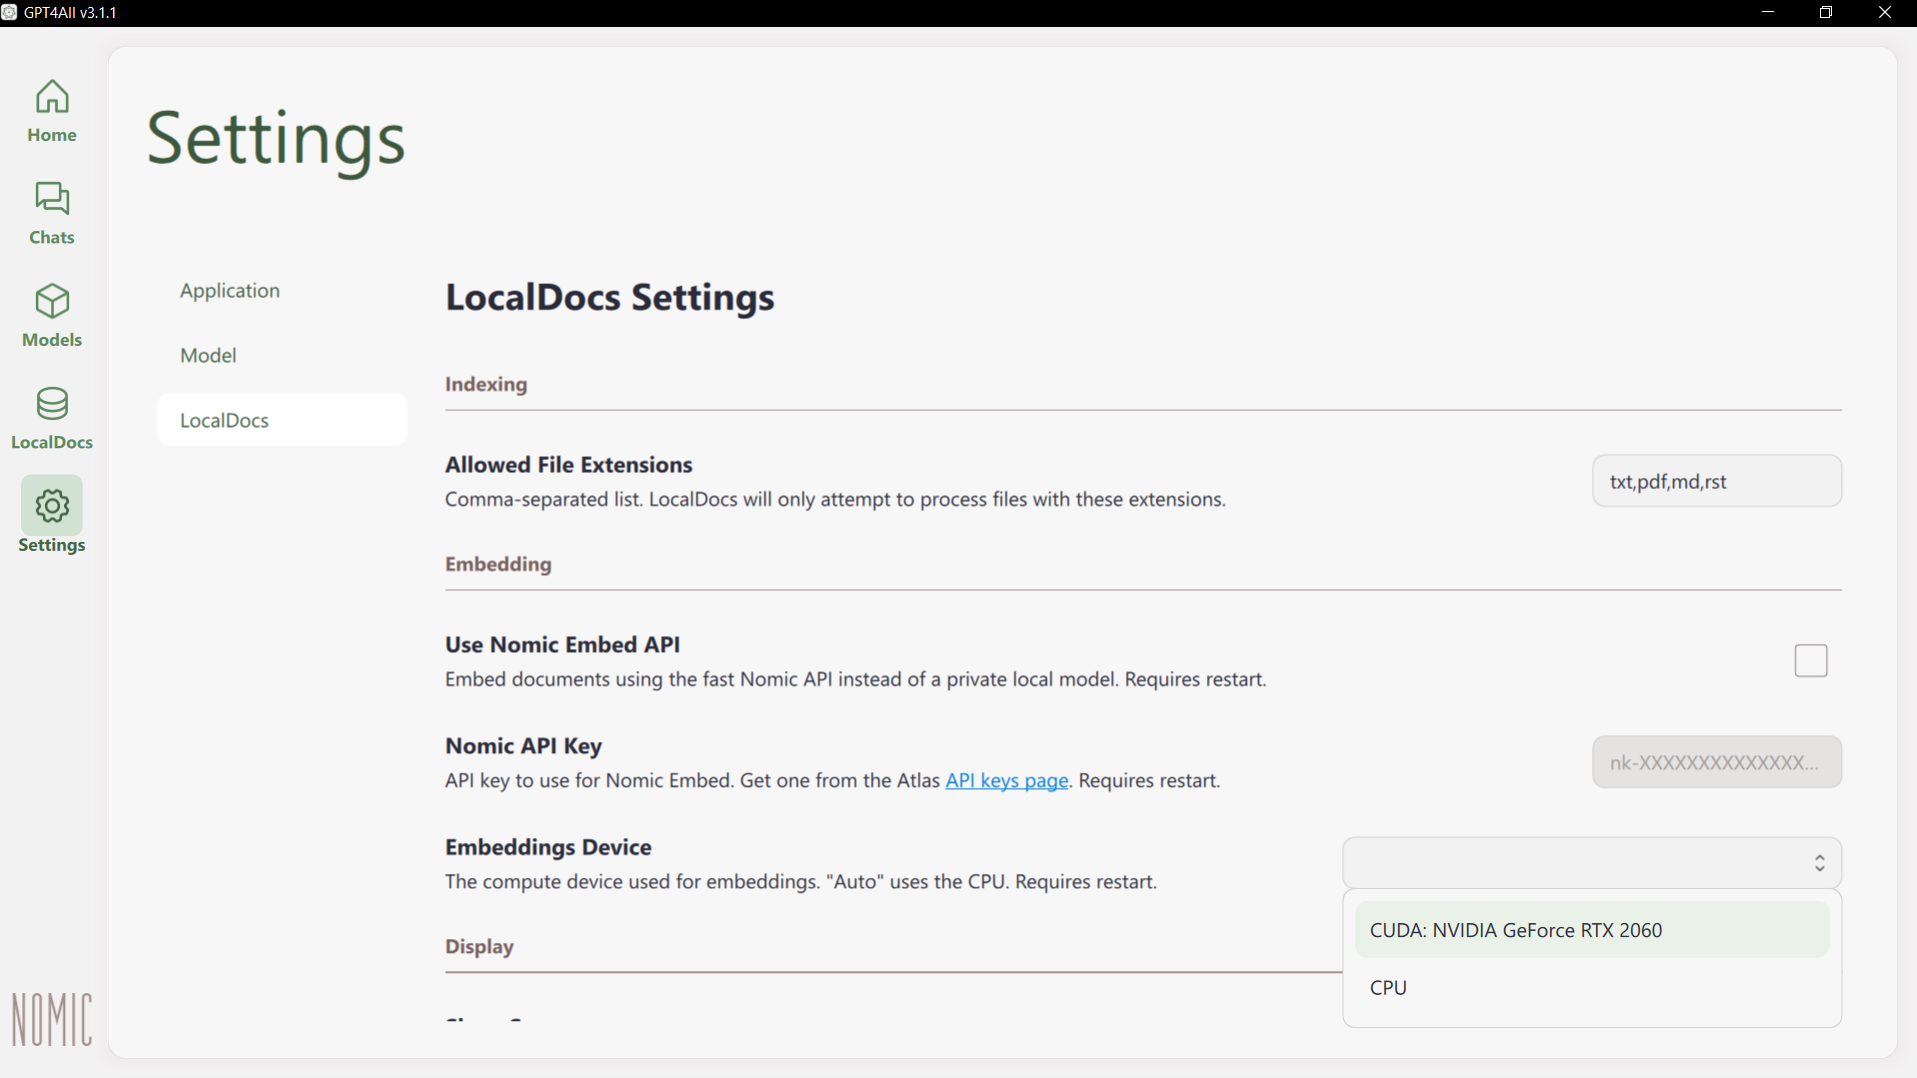 GPT4All v3.1.1
Home
Chats
Models
LocalDocs
Settings
NOMIC
Settings
Application
Model
LocalDocs
LocalDocs Settings
Indexing
Allowed File Extensions
Comma-separated list. LocalDocs will only attempt to process files with these extensions.
txt,pdf,md,rst
Embedding
Use Nomic Embed API
Embed documents using the fast Nomic API instead of a private local model. Requires restart.
Nomic API Key
API key to use for Nomic Embed. Get one from the Atlas API keys page. Requires restart.
nk-XXXXXXXXXXXXXX...
Embeddings Device
The compute device used for embeddings. "Auto" uses the CPU. Requires restart.
CUDA: NVIDIA GeForce RTX 2060
CPU
Display